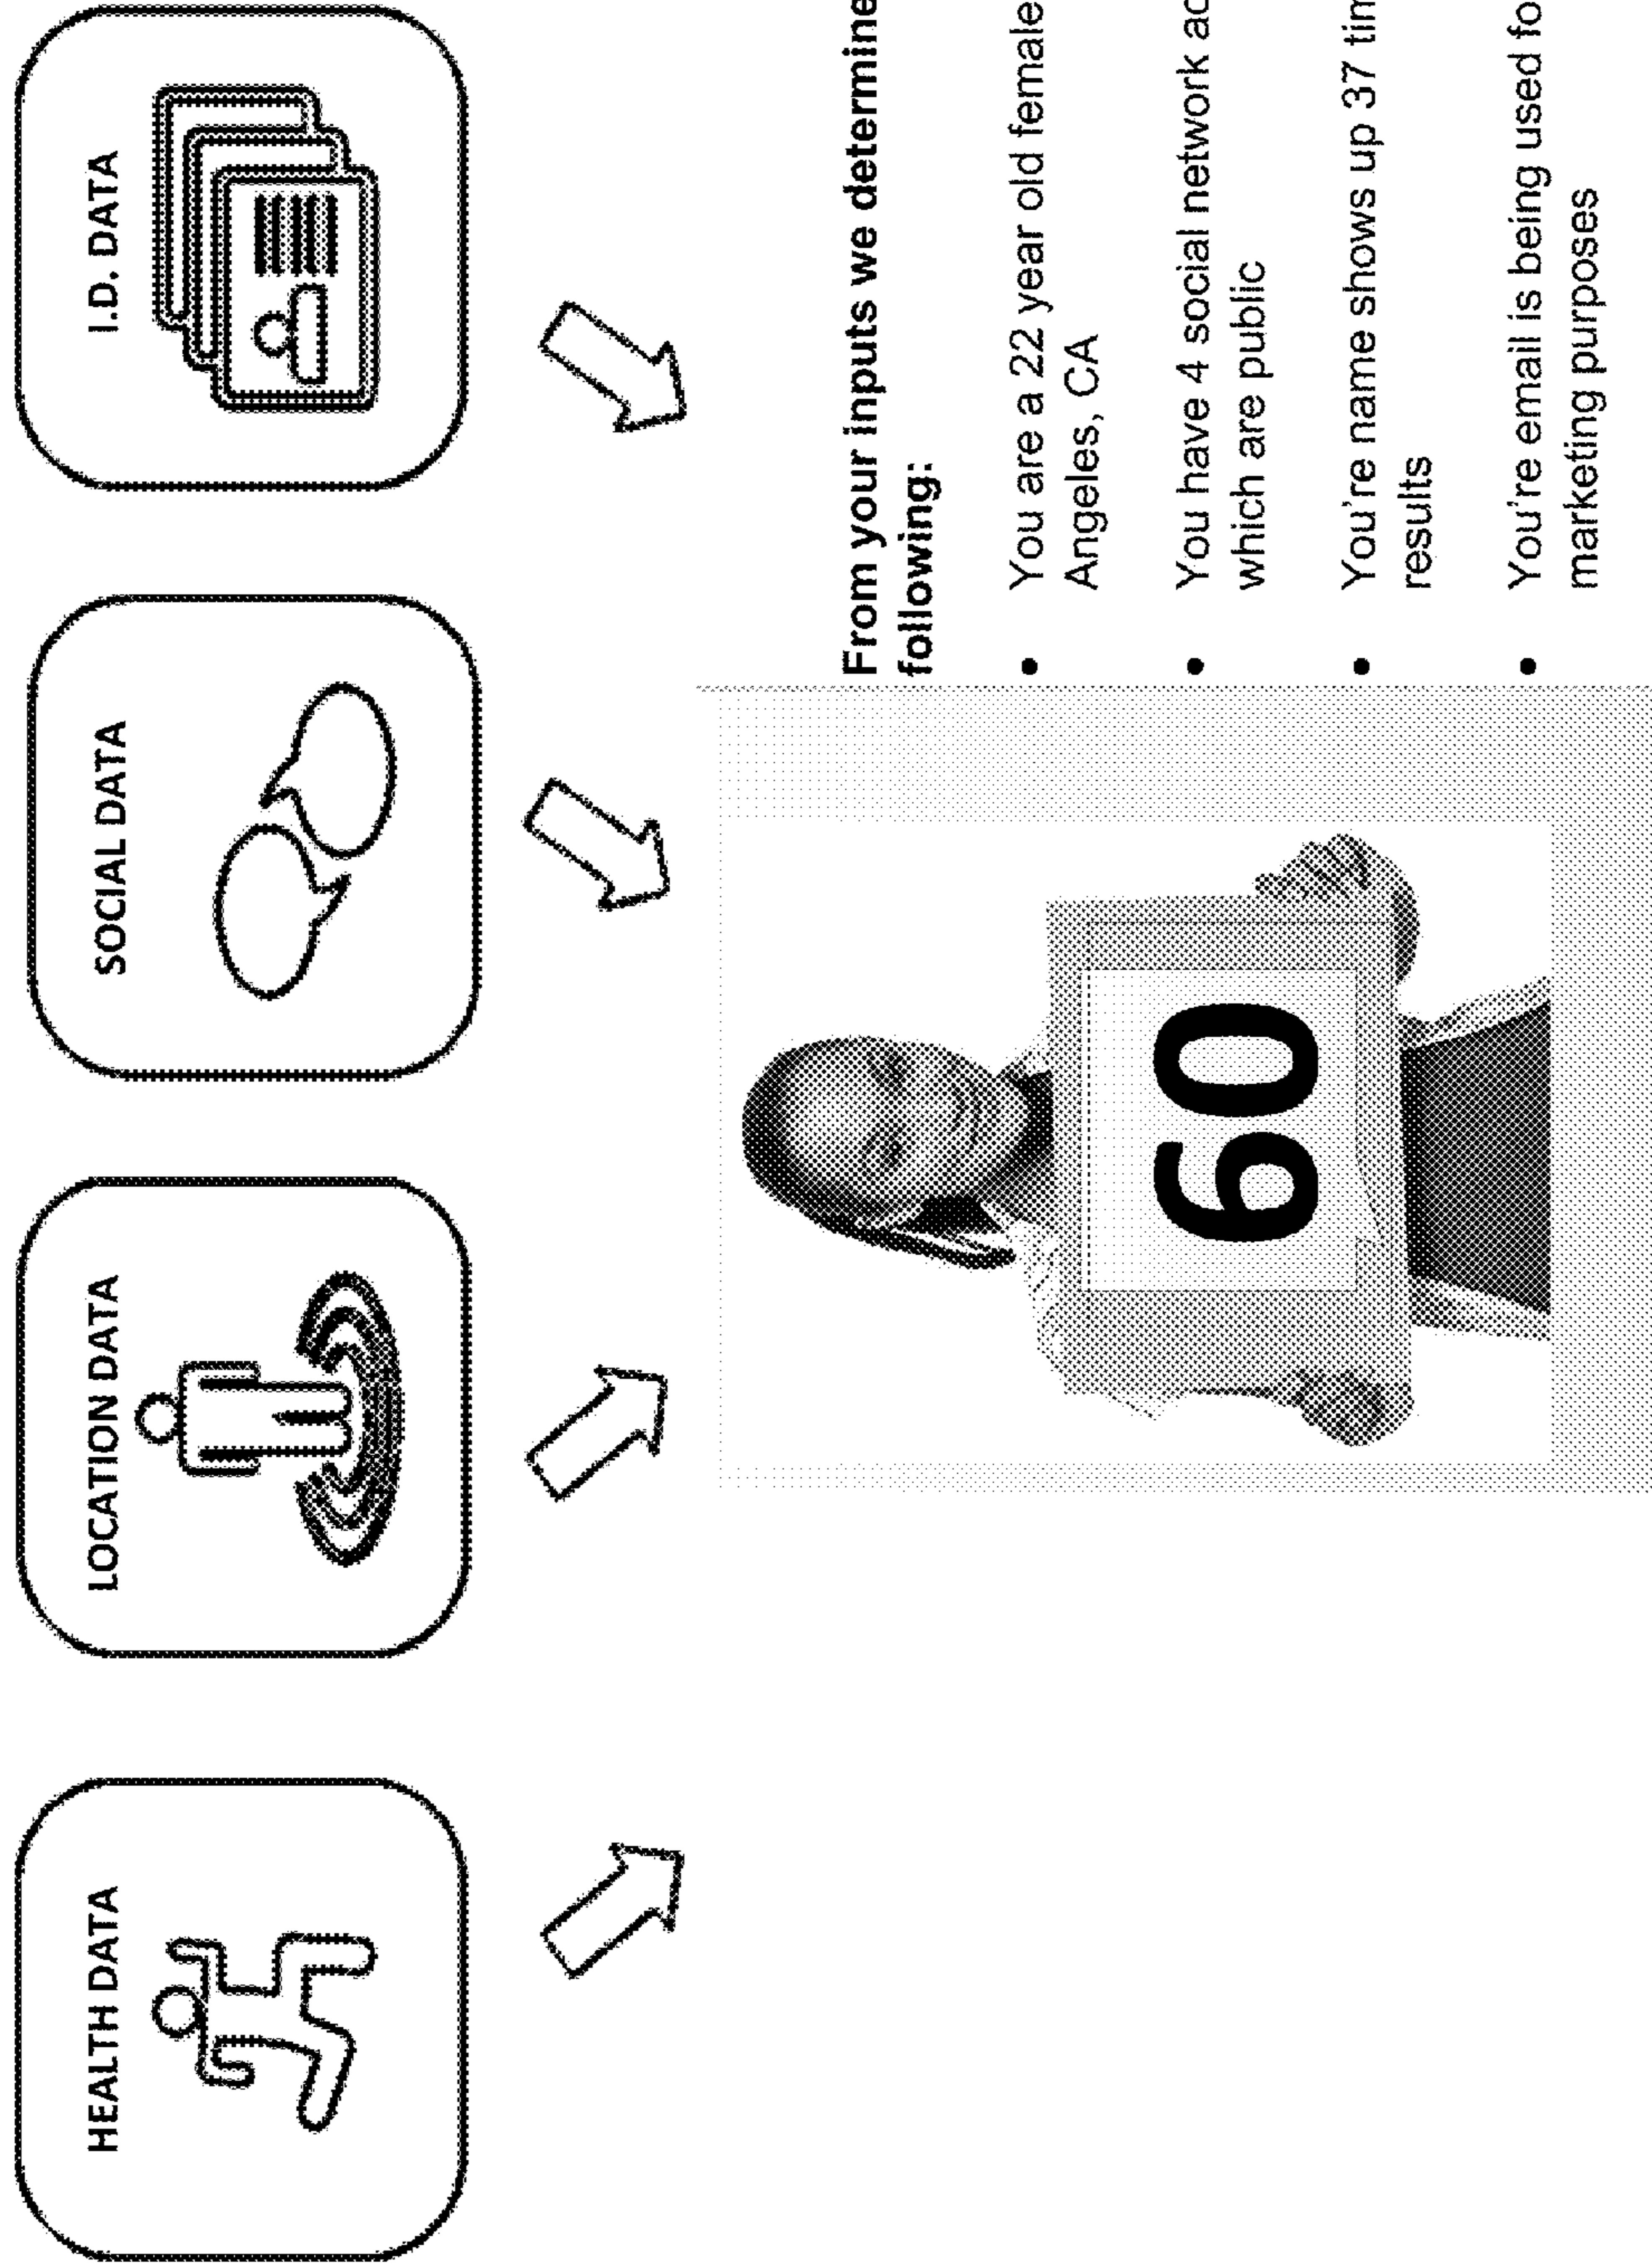 HEALTH DATA
LOCATION DATA
SOCIAL DATA
I.D. DATA
60
From your inputs we determine
following:
• You are a 22 year old female
Angeles, CA
• You have 4 social network ac
which are public
• You're name shows up 37 tim
results
• You're email is being used fo
marketing purposes